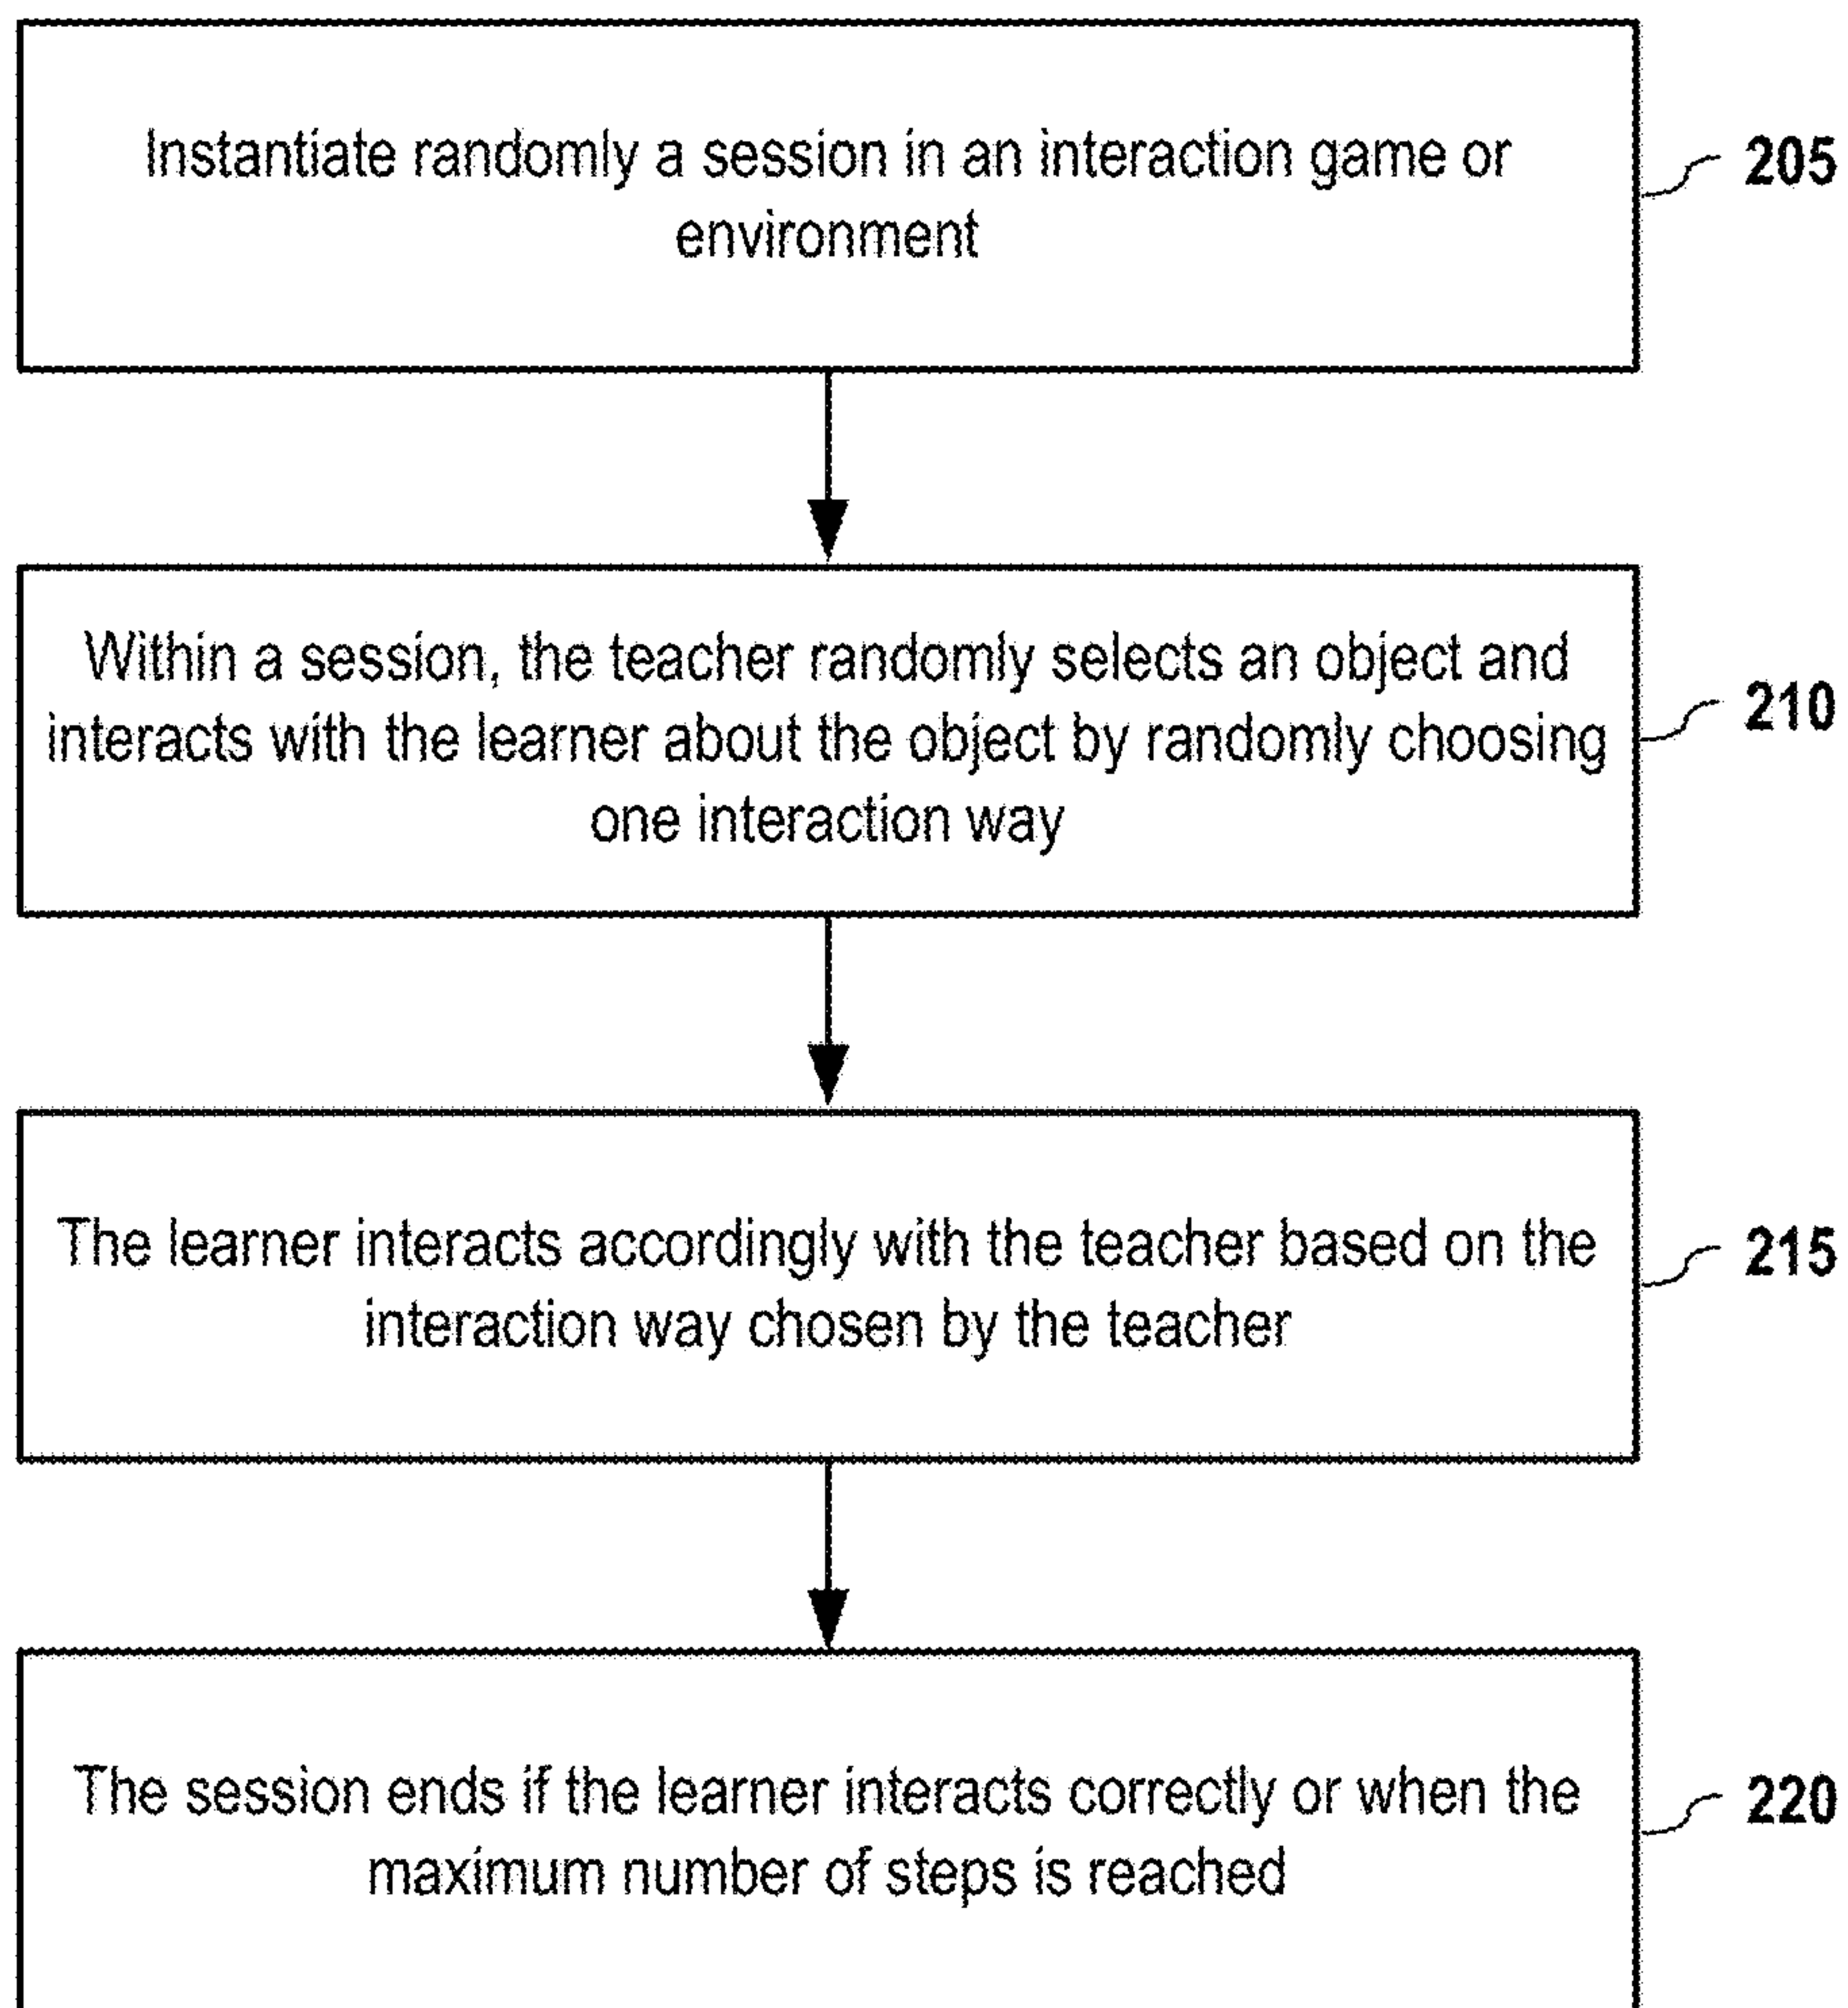 Instantiate randomly a session in an interaction game or
environment
205
Within a session, the teacher randomly selects an object and
interacts with the learner about the object by randomly choosing
one interaction way
210
The learner interacts accordingly with the teacher based on the
interaction way chosen by the teacher
215
The session ends if the learner interacts correctly or when the
maximum number of steps is reached
220